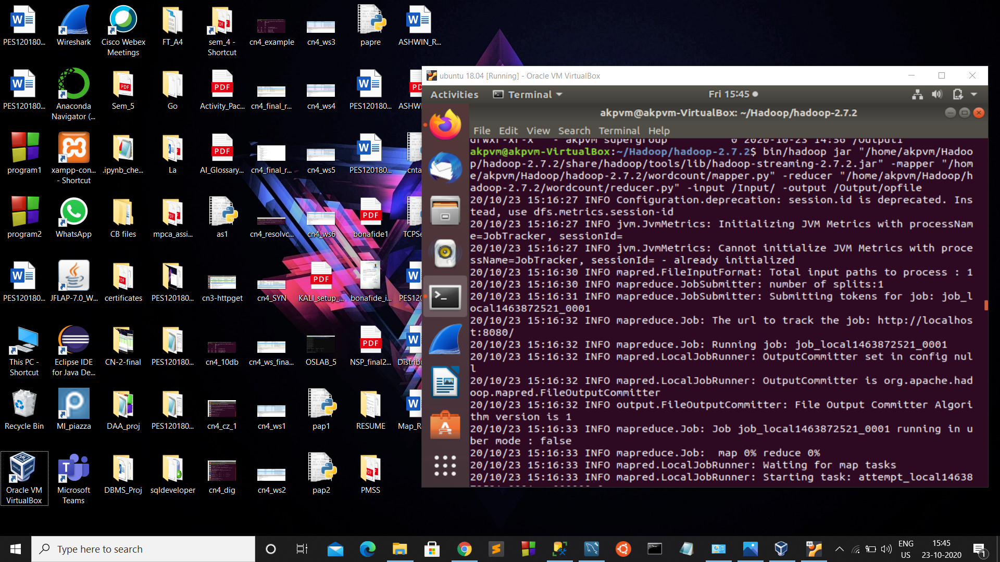 PES120180...
Wireshark
Cisco Webex
Meetings
FT_A4
sem_4 -
Shortcut
cn4_example
cn4_ws3
papre
ASHWIN_R...
PES120180...
Anaconda
Navigator (...
Sem_5
Go
Activity_Pac...
cn4_final_r...
cn4_ws4
PES120180...
ASHW
program1
xampp-con...
- Shortcut
.ipynb_che...
La
AI_Glossary...
cn4_final_r...
cn4_ws5
PES120180...
cnta
program2
WhatsApp
CB files
mpca_assi...
as1
cn4_resolvc...
cn4_ws6
bonafide1
TCPSe
PES120180...
JFLAP-7.0_W...
certificates
PES120180...
cn3-httpget
cn4_SYN
KALI_setup_...
bonafide_i...
PES120
This PC -
Shortcut
Eclipse IDE
for Java De...
CN-2-final
PES120180...
cn4_10db
cn4_ws_fina...
OSLAB_5
NSP_final2...
Distribu
Recycle Bin
MI_piazza
DAA_proj
PES120180...
cn4_cz_1
cn4_ws1
pap1
RESUME
Map_R
Oracle VM
VirtualBox
Microsoft
Teams
DBMS_Proj
sqldeveloper
cn4_dig
cn4_ws2
pap2
PMSS
ubuntu 18.04 [Running] - Oracle VM VirtualBox
Activities Terminal Fri 15:45
akpvm@akpvm-VirtualBox: ~/Hadoop/hadoop-2.7.2
File Edit View Search Terminal Help
drwxr-xr-x - akpvm supergroup 0 2020-10-23 14:56 /Output1
akpvm@akpvm-VirtualBox:~/Hadoop/hadoop-2.7.2$ bin/hadoop jar "/home/akpvm/Hadoo
p/hadoop-2.7.2/share/hadoop/tools/lib/hadoop-streaming-2.7.2.jar" -mapper "/hom
e/akpvm/Hadoop/hadoop-2.7.2/wordcount/mapper.py" -reducer "/home/akpvm/Hadoop/h
adoop-2.7.2/wordcount/reducer.py" -input /Input/ -output /Output/opfile
20/10/23 15:16:27 INFO Configuration.deprecation: session.id is deprecated. Ins
tead, use dfs.metrics.session-id
20/10/23 15:16:27 INFO jvm.JvmMetrics: Initializing JVM Metrics with processNam
e=JobTracker, sessionId=
20/10/23 15:16:27 INFO jvm.JvmMetrics: Cannot initialize JVM Metrics with proce
ssName=JobTracker, sessionId= - already initialized
20/10/23 15:16:30 INFO mapred.FileInputFormat: Total input paths to process : 1
20/10/23 15:16:30 INFO mapreduce.JobSubmitter: number of splits:1
20/10/23 15:16:31 INFO mapreduce.JobSubmitter: Submitting tokens for job: job_l
ocal1463872521_0001
20/10/23 15:16:32 INFO mapreduce.Job: The url to track the job: http://localhos
t:8080/
20/10/23 15:16:32 INFO mapreduce.Job: Running job: job_local1463872521_0001
20/10/23 15:16:32 INFO mapred.LocalJobRunner: OutputCommitter set in config nul
l
20/10/23 15:16:32 INFO mapred.LocalJobRunner: OutputCommitter is org.apache.had
oop.mapred.FileOutputCommitter
20/10/23 15:16:32 INFO output.FileOutputCommitter: File Output Committer Algori
thm version is 1
20/10/23 15:16:33 INFO mapreduce.Job: Job job_local1463872521_0001 running in u
ber mode : false
20/10/23 15:16:33 INFO mapreduce.Job:  map 0% reduce 0%
20/10/23 15:16:33 INFO mapred.LocalJobRunner: Waiting for map tasks
20/10/23 15:16:33 INFO mapred.LocalJobRunner: Starting task: attempt_local14638
Type here to search
ENG
US
15:45
23-10-2020
1